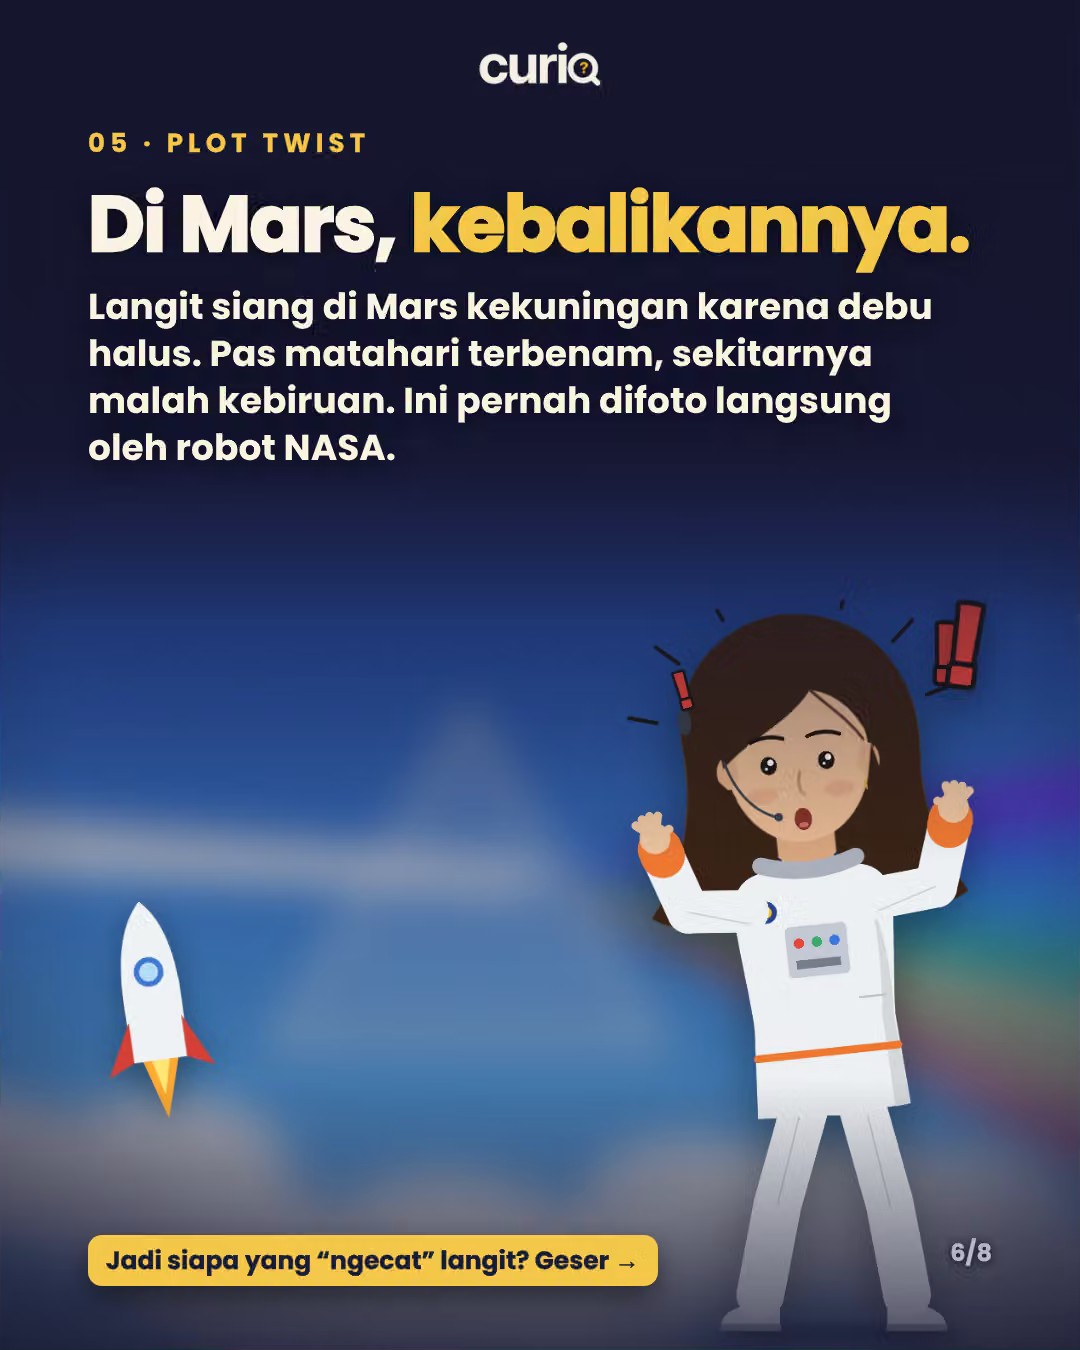 curio
05 · PLOT TWIST
Di Mars, kebalikannya.
Langit siang di Mars kekuningan karena debu
halus. Pas matahari terbenam, sekitarnya
malah kebiruan. Ini pernah difoto langsung
oleh robot NASA.
Jadi siapa yang “ngecat” langit? Geser →
6/8